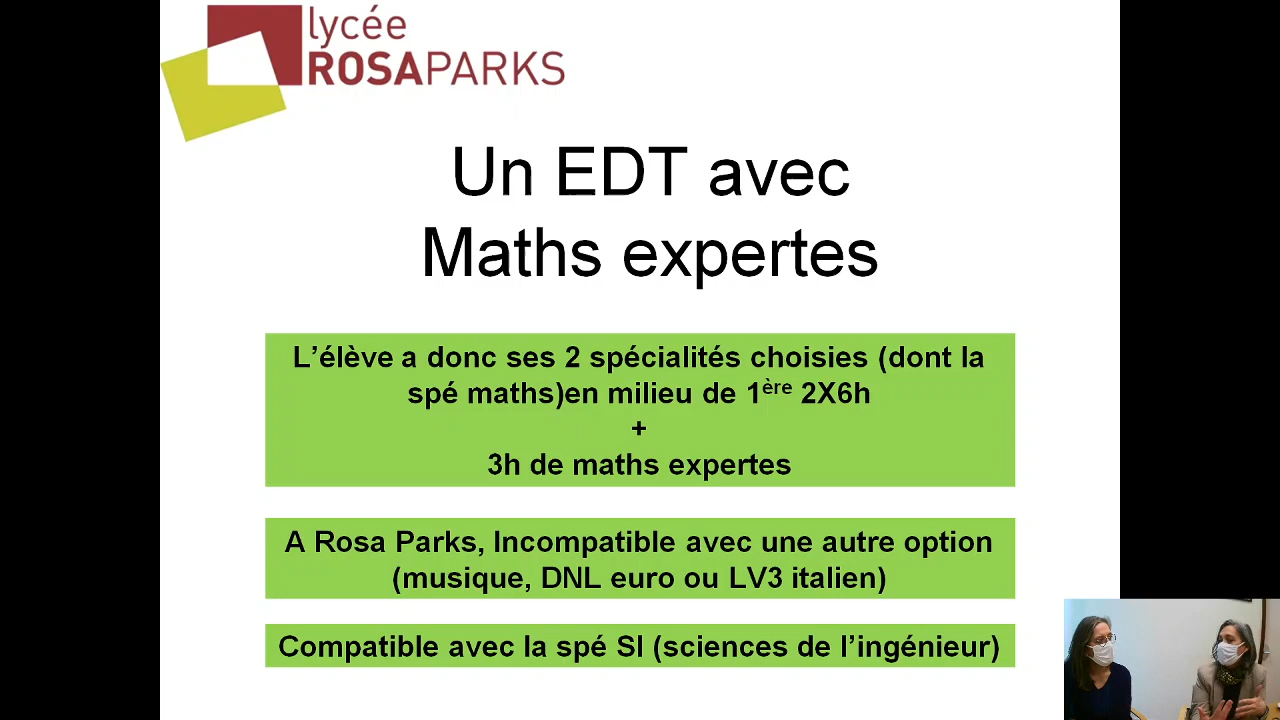 lycée
ROSAPARKS
Un EDT avec
Maths expertes
L’élève a donc ses 2 spécialités choisies (dont la
spé maths)en milieu de 1ère 2X6h
+
3h de maths expertes
A Rosa Parks, Incompatible avec une autre option
(musique, DNL euro ou LV3 italien)
Compatible avec la spé SI (sciences de l’ingénieur)